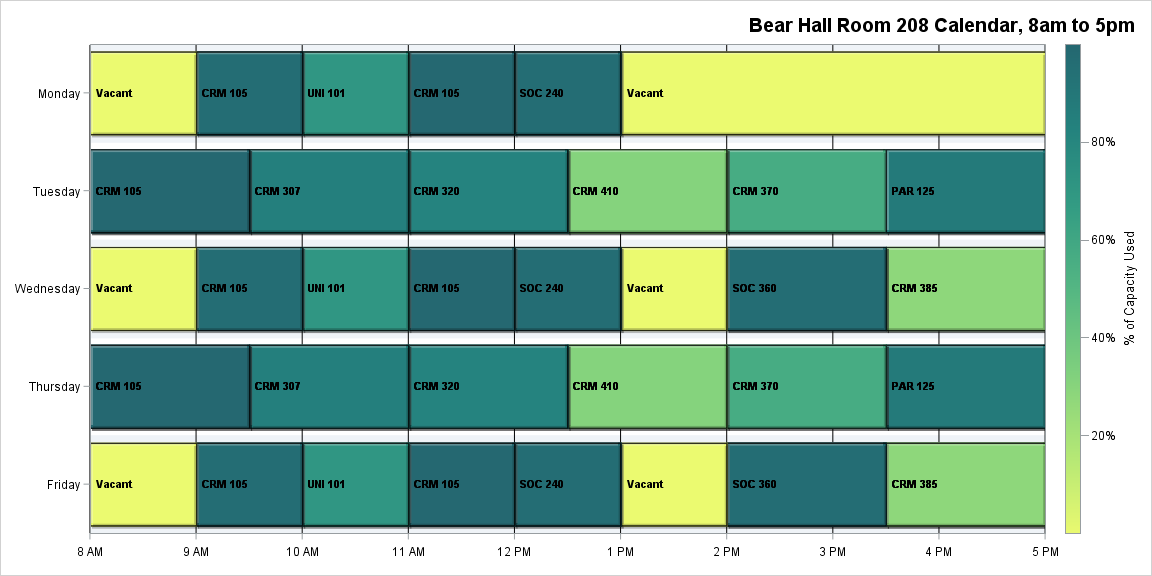 Bear Hall Room 208 Calendar, 8am to 5pm
Monday
Vacant
CRM 105
UNI 101
CRM 105
SOC 240
Vacant
Tuesday
CRM 105
CRM 307
CRM 320
CRM 410
CRM 370
PAR 125
Wednesday
Vacant
CRM 105
UNI 101
CRM 105
SOC 240
Vacant
SOC 360
CRM 385
Thursday
CRM 105
CRM 307
CRM 320
CRM 410
CRM 370
PAR 125
Friday
Vacant
CRM 105
UNI 101
CRM 105
SOC 240
Vacant
SOC 360
CRM 385
8 AM
9 AM
10 AM
11 AM
12 PM
1 PM
2 PM
3 PM
4 PM
5 PM
80%
60%
40%
20%
% of Capacity Used